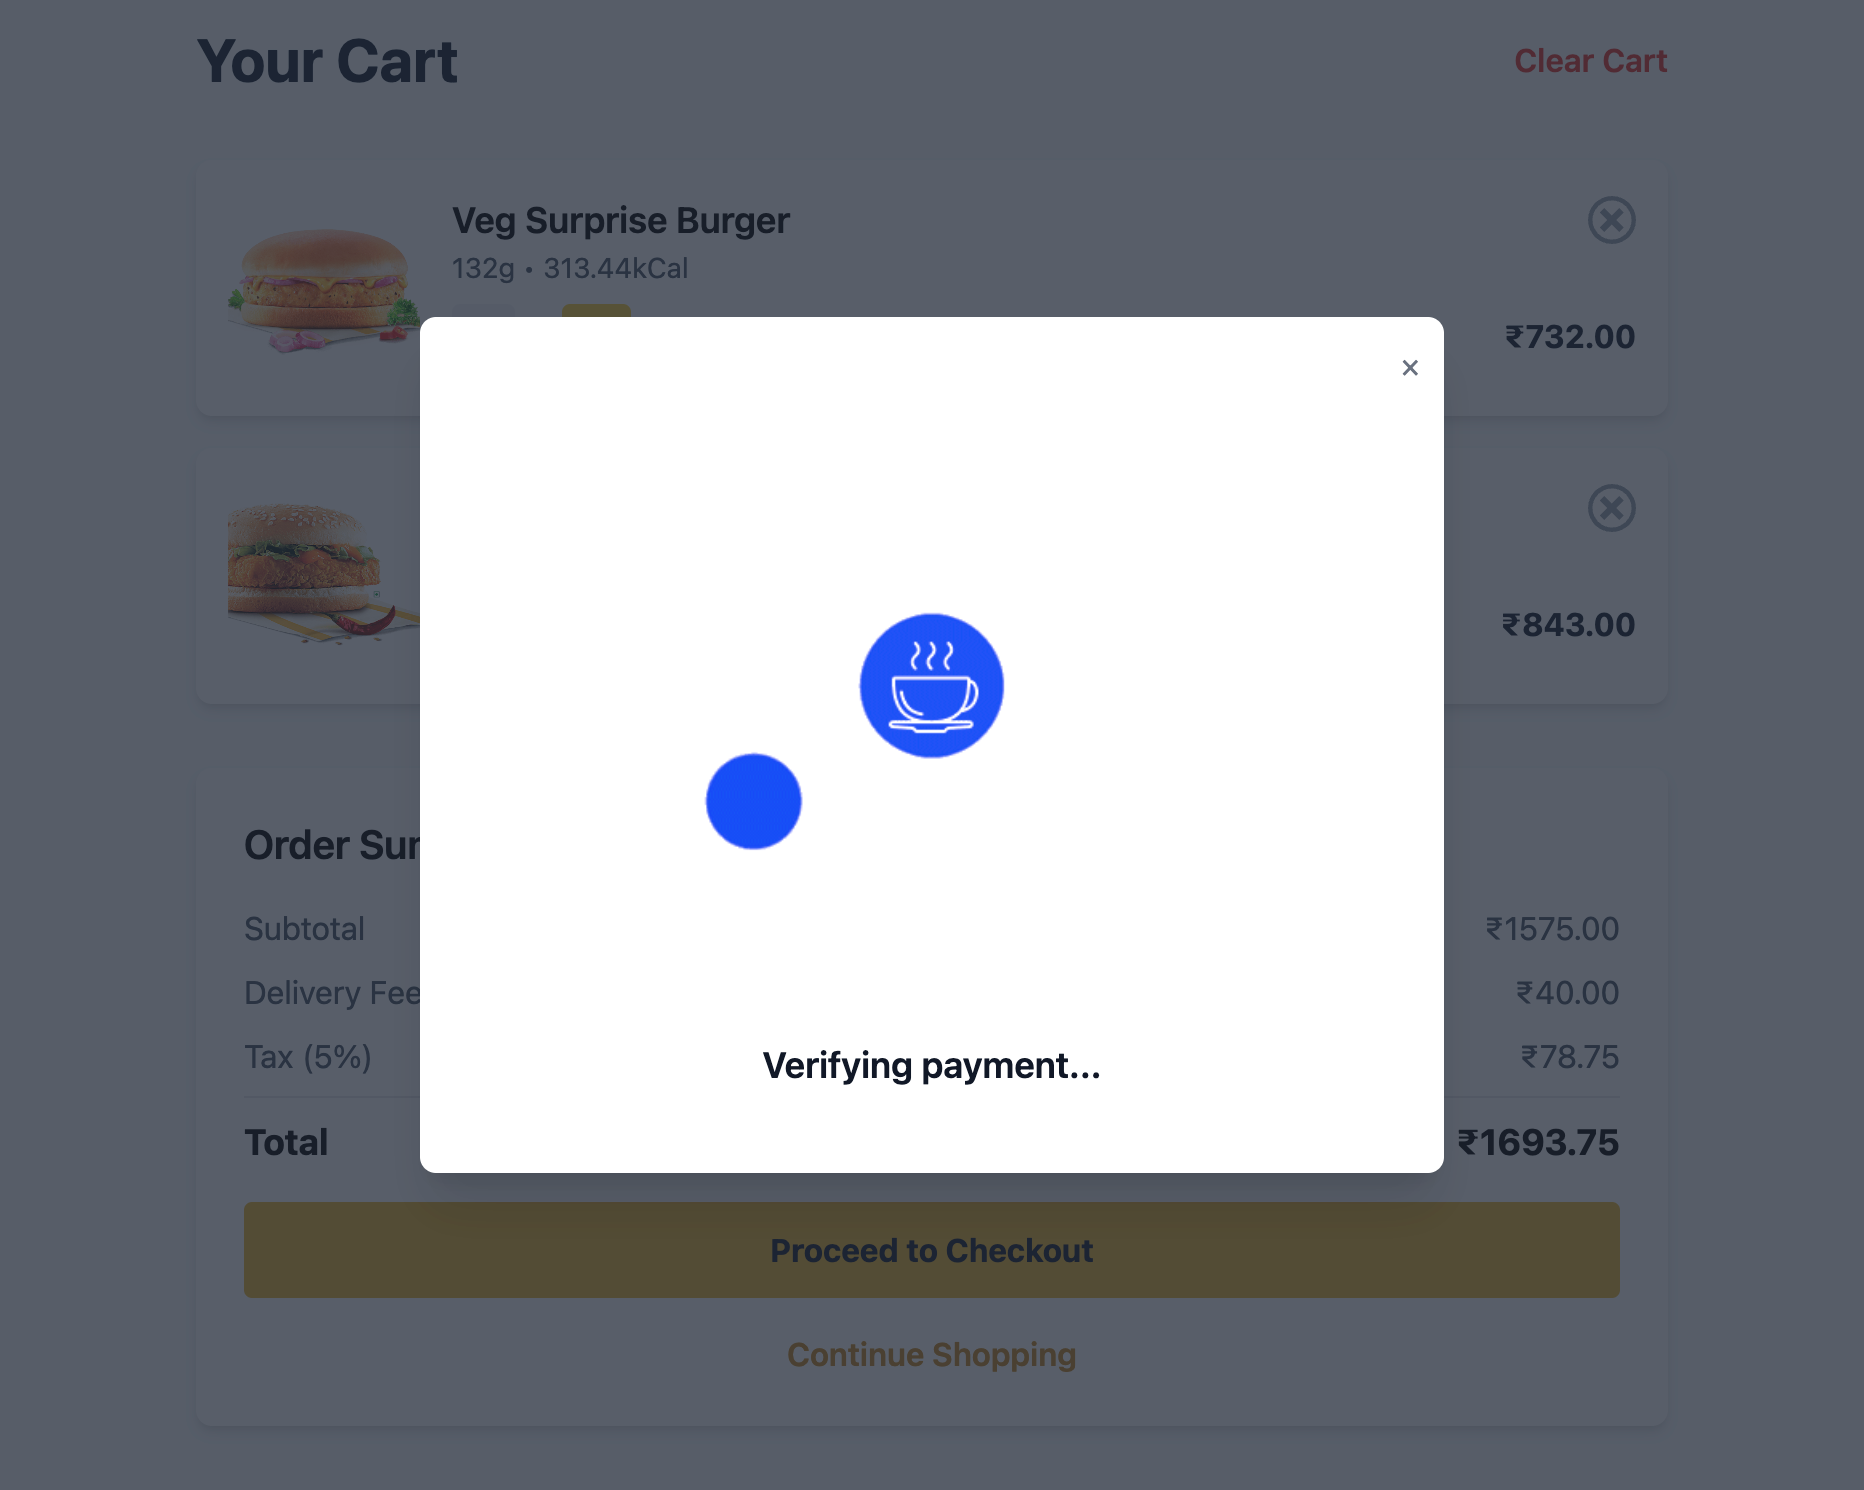 Your Cart
Clear Cart
Veg Surprise Burger
132g • 313.44kCal
₹732.00
×
₹843.00
Order
Subtotal ₹1575.00
Delivery Fee ₹40.00
Tax (5%) ₹78.75
Verifying payment...
Total ₹1693.75
Proceed to Checkout
Continue Shopping